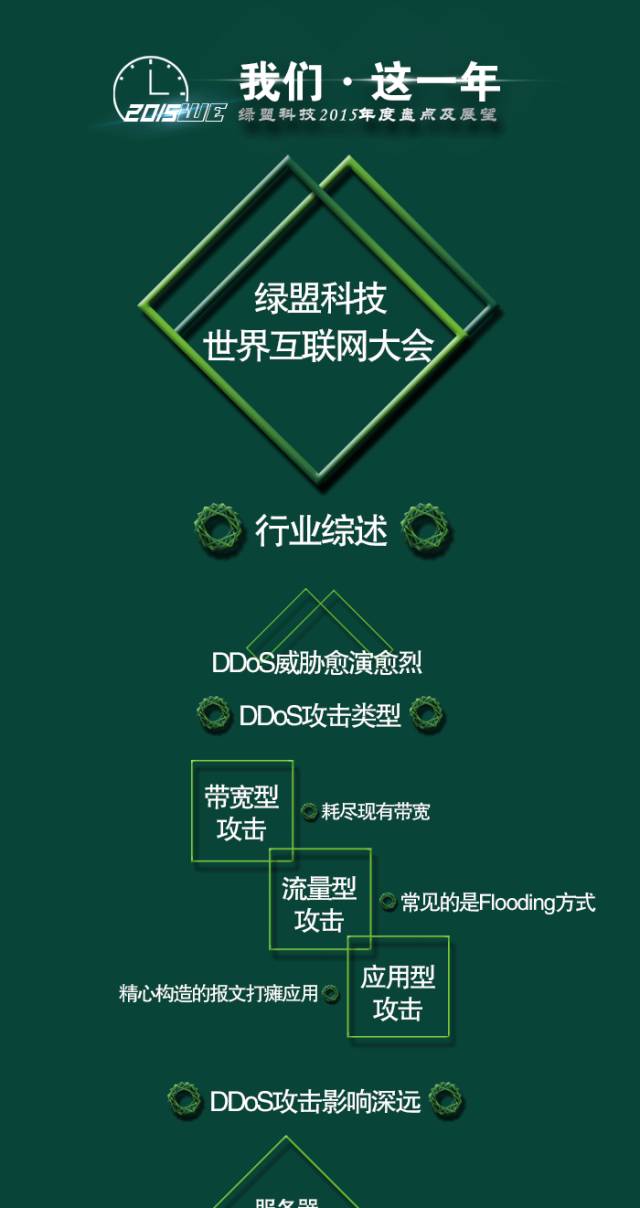 我们·这一年
2015WE
绿盟科技2015年度盘点及展望
绿盟科技
世界互联网大会
行业综述
DDoS威胁愈演愈烈
DDoS攻击类型
带宽型
攻击
耗尽现有带宽
流量型
攻击
常见的是Flooding方式
应用型
攻击
精心构造的报文打瘫应用
DDoS攻击影响深远
服务器